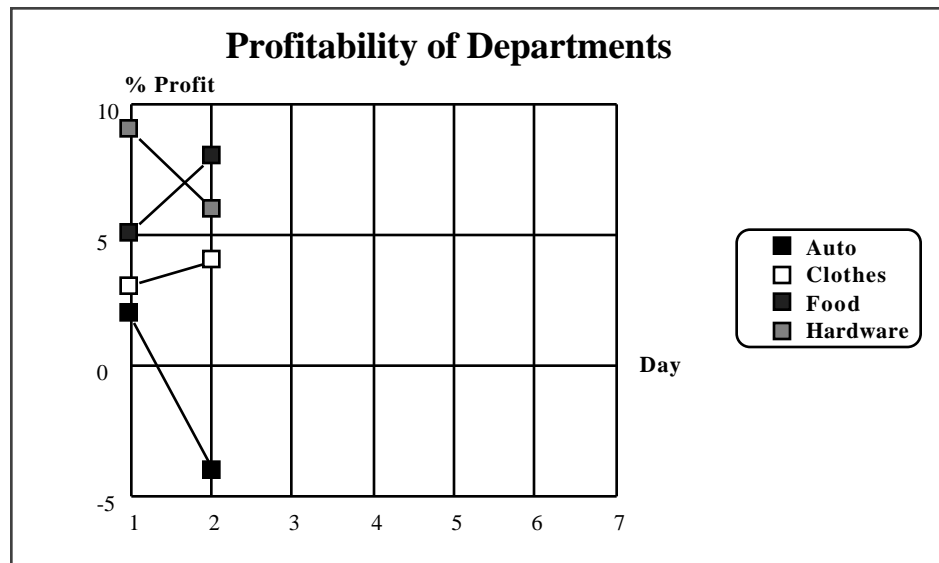 Profitability of Departments
% Profit
10
5
0
-5
1 2 3 4 5 6 7
Day
Auto
Clothes
Food
Hardware